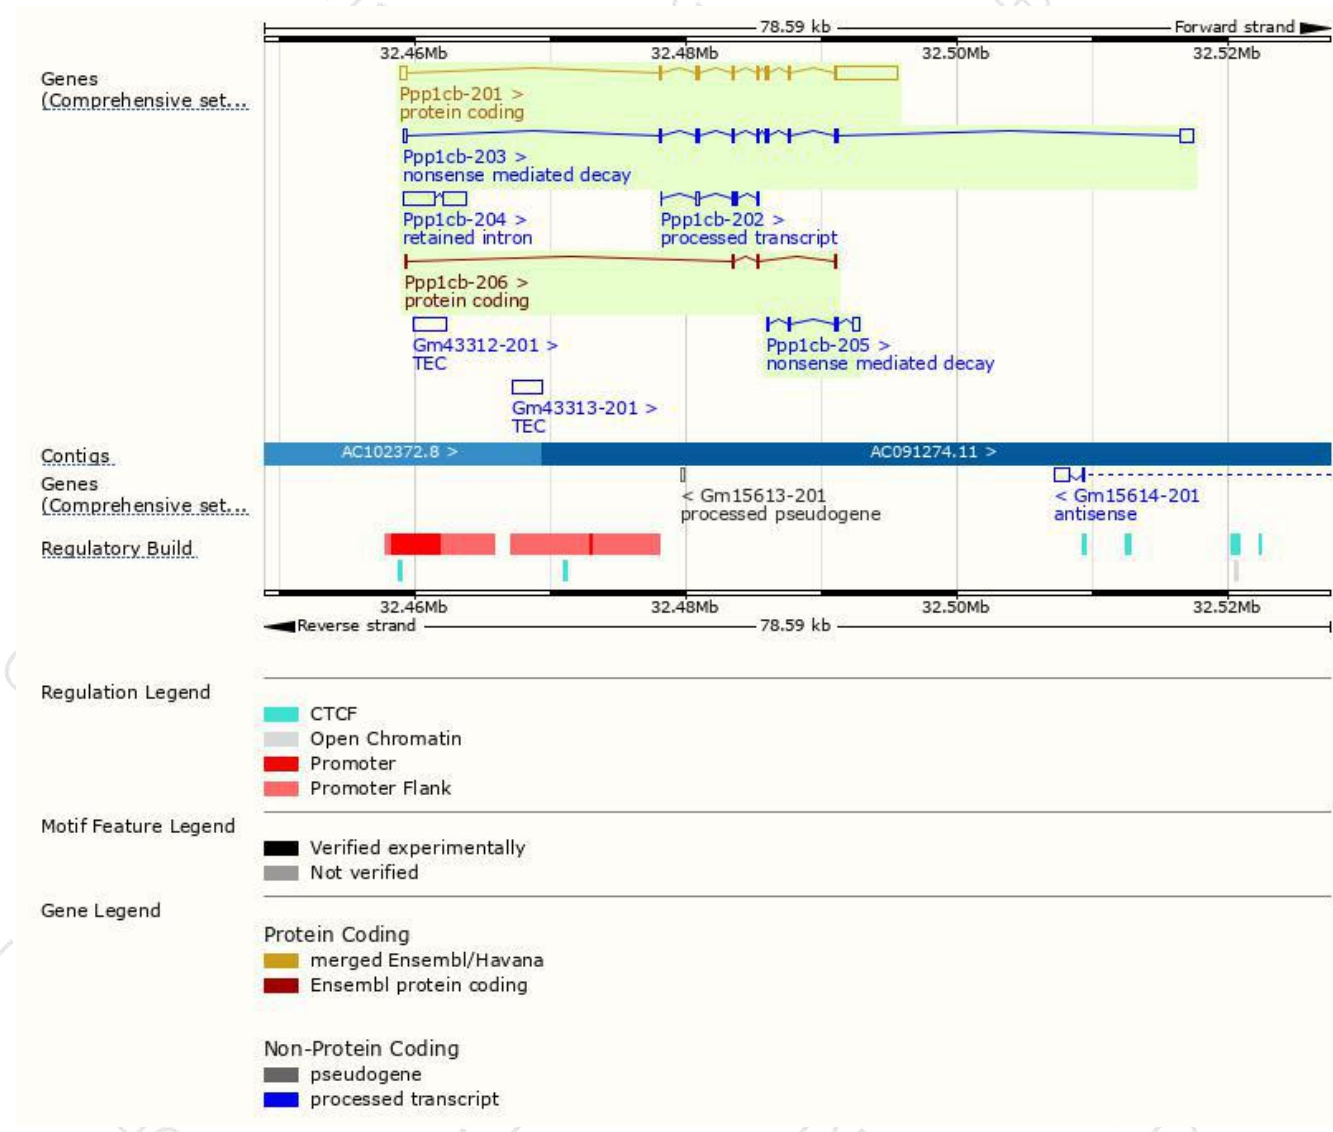 78.59 kb Forward strand
32.46Mb 32.48Mb 32.50Mb 32.52Mb
Genes
(Comprehensive set...
Ppp1cb-201 >
protein coding
Ppp1cb-203 >
nonsense mediated decay
Ppp1cb-204 > Ppp1cb-202 >
retained intron processed transcript
Ppp1cb-206 >
protein coding
Gm43312-201 > Ppp1cb-205 >
TEC nonsense mediated decay
Gm43313-201 >
TEC
Contigs AC102372.8 > AC091274.11 >
Genes
(Comprehensive set...
< Gm15613-201 < Gm15614-201
processed pseudogene antisense
Regulatory Build
32.46Mb 32.48Mb 32.50Mb 32.52Mb
Reverse strand 78.59 kb
Regulation Legend
CTCF
Open Chromatin
Promoter
Promoter Flank
Motif Feature Legend
Verified experimentally
Not verified
Gene Legend
Protein Coding
merged Ensembl/Havana
Ensembl protein coding
Non-Protein Coding
pseudogene
processed transcript